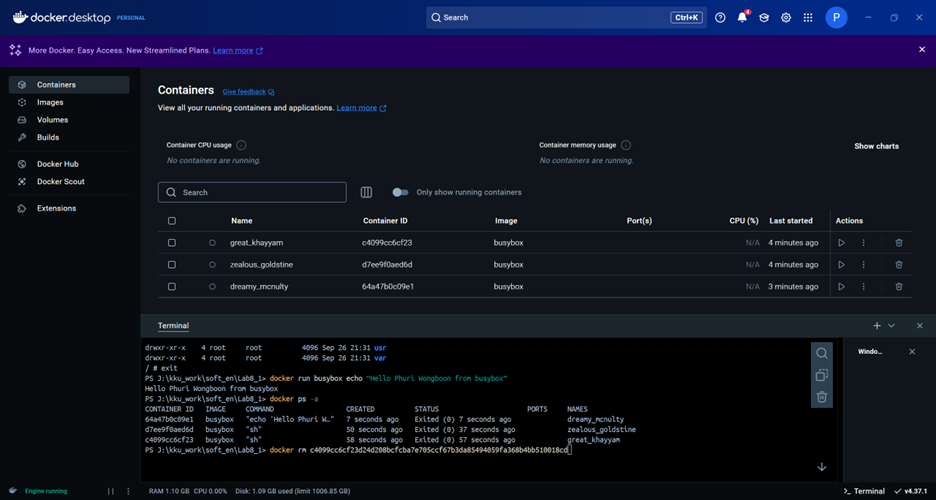 docker.desktop PERSONAL
Search Ctrl+K
4
P
More Docker. Easy Access. New Streamlined Plans. Learn more
Containers
Images
Volumes
Builds
Docker Hub
Docker Scout
Extensions
Containers Give feedback
View all your running containers and applications. Learn more
Container CPU usage
No containers are running.
Container memory usage
No containers are running.
Show charts
Search
Only show running containers
Name Container ID Image Port(s) CPU (%) Last started Actions
great_khayyam c4099cc6cf23 busybox N/A 4 minutes ago
zealous_goldstine d7ee9f0aed6d busybox N/A 4 minutes ago
dreamy_mcnulty 64a47b0c09e1 busybox N/A 3 minutes ago
Terminal
drwxr-xr-x 4 root root 4096 Sep 26 21:31 usr
drwxr-xr-x 4 root root 4096 Sep 26 21:31 var
/ # exit
PS J:\kku_work\soft_en\Lab8_1> docker run busybox echo "Hello Phuri Wongboon from busybox"
Hello Phuri Wongboon from busybox
PS J:\kku_work\soft_en\Lab8_1> docker ps -a
CONTAINER ID IMAGE COMMAND CREATED STATUS PORTS NAMES
64a47b0c09e1 busybox "echo 'Hello Phuri W…" 7 seconds ago Exited (0) 7 seconds ago dreamy_mcnulty
d7ee9f0aed6d busybox "sh" 50 seconds ago Exited (0) 37 seconds ago zealous_goldstine
c4099cc6cf23 busybox "sh" 58 seconds ago Exited (0) 57 seconds ago great_khayyam
PS J:\kku_work\soft_en\Lab8_1> docker rm c4099cc6cf23d24d208bcfcba7e705ccf67b3da85494059fa368b4bb510018cd
Windo...
Engine running
RAM 1.10 GB CPU 0.00% Disk: 1.09 GB used (limit 1006.85 GB)
>_ Terminal
v4.37.1